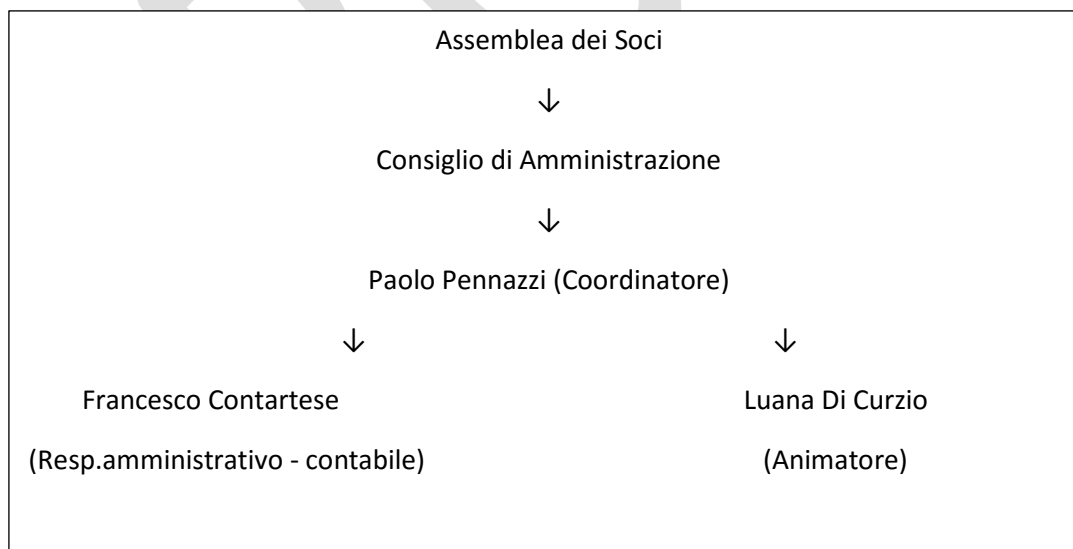 Assemblea dei Soci
↓
Consiglio di Amministrazione
↓
Paolo Pennazzi (Coordinatore)
↓ ↓
Francesco Contartese Luana Di Curzio
(Resp.amministrativo - contabile) (Animatore)